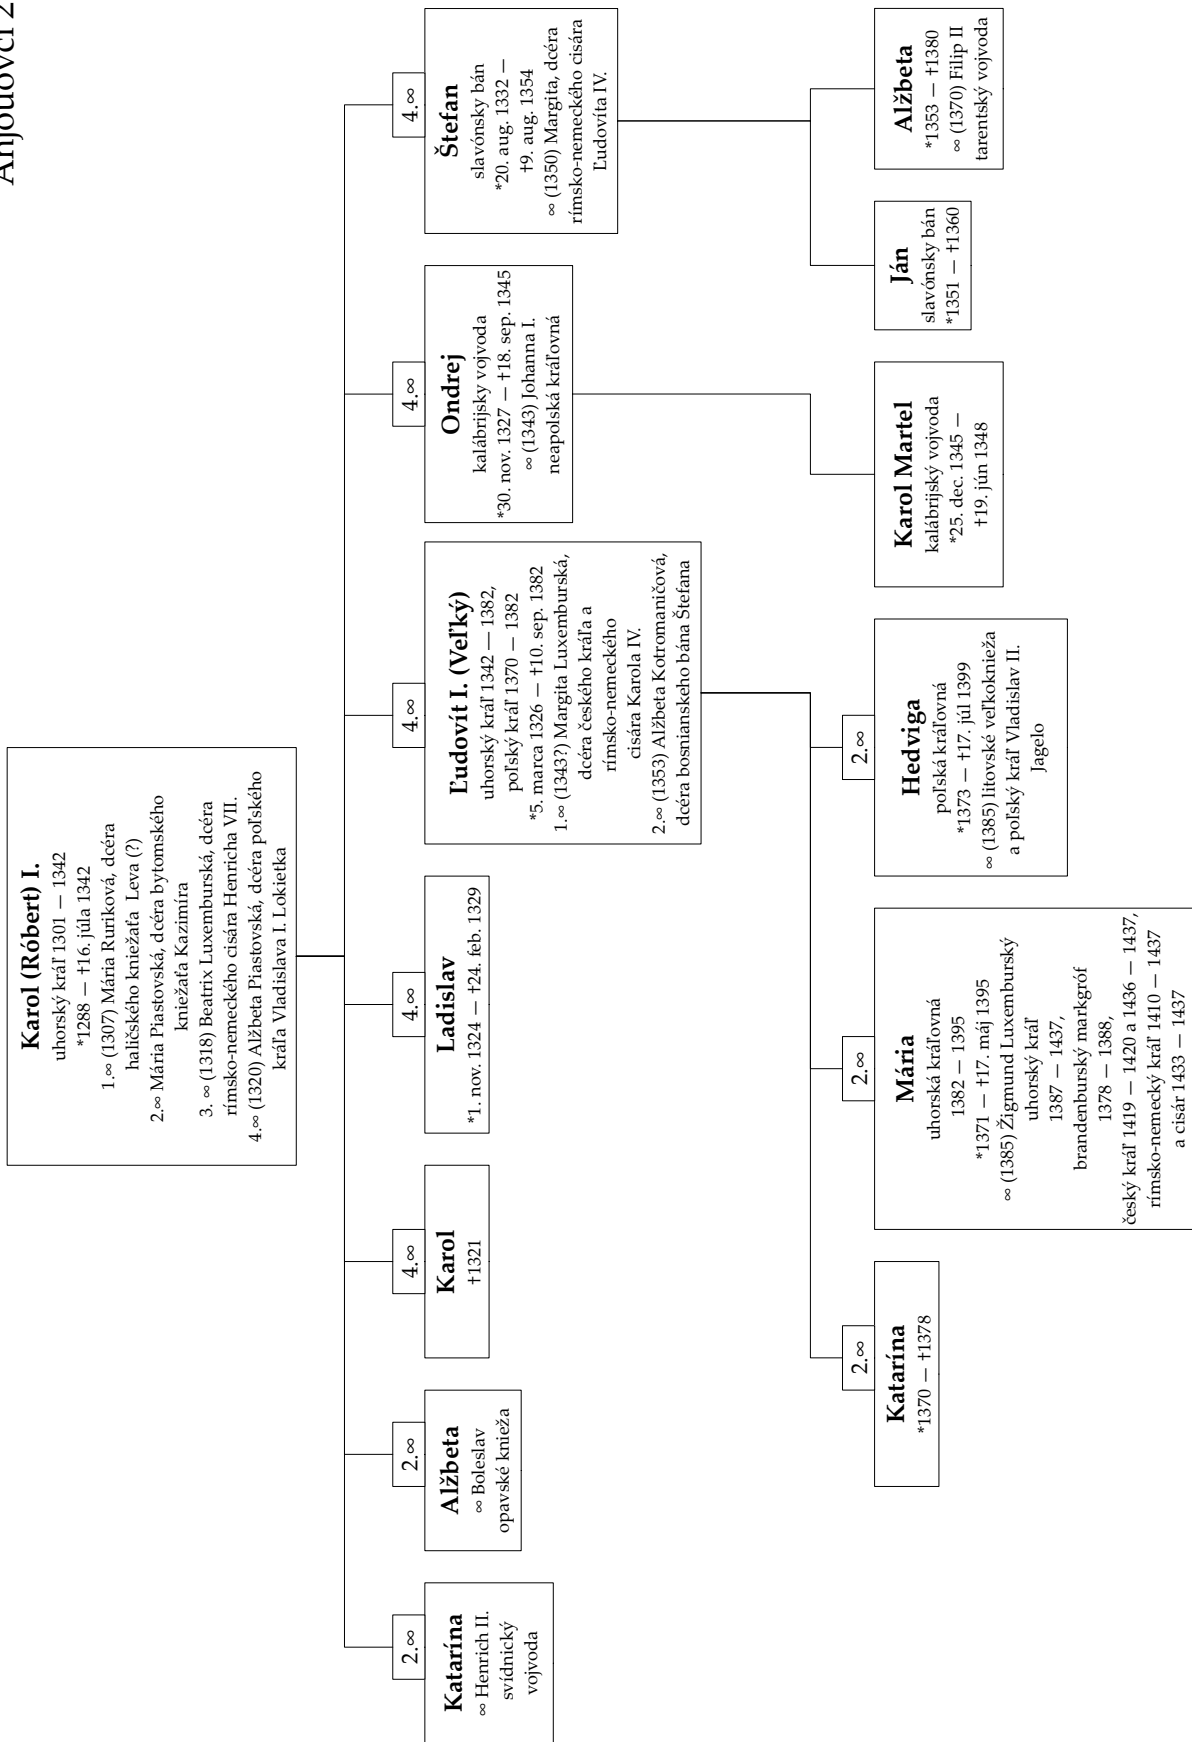 Anjouovci 2
Karol (Róbert) I.
uhorský kráľ 1301 — 1342
*1288 — †16. júla 1342
1.∞ (1307) Mária Ruriková, dcéra
haličského kniežaťa Leva (?)
2.∞ Mária Piastovská, dcéra bytomského
kniežaťa Kazimíra
3. ∞ (1318) Beatrix Luxemburská, dcéra
rímsko-nemeckého cisára Henricha VII.
4.∞ (1320) Alžbeta Piastovská, dcéra poľského
kráľa Vladislava I. Lokietka
2.∞
Katarína
∞ Henrich II.
svídnický
vojvoda
2.∞
Alžbeta
∞ Boleslav
opavské knieža
4.∞
Karol
†1321
4.∞
Ladislav
*1. nov. 1324 — †24. feb. 1329
4.∞
Ľudovít I. (Veľký)
uhorský kráľ 1342 — 1382,
poľský kráľ 1370 — 1382
*5. marca 1326 — †10. sep. 1382
1.∞ (1343?) Margita Luxemburská,
dcéra českého kráľa a
rímsko-nemeckého
cisára Karola IV.
2.∞ (1353) Alžbeta Kotromaničová,
dcéra bosnianskeho bána Štefana
4.∞
Ondrej
kalábrijsky vojvoda
*30. nov. 1327 — †18. sep. 1345
∞ (1343) Johanna I.
neapolská kráľovná
4.∞
Štefan
slavónsky bán
*20. aug. 1332 —
†9. aug. 1354
∞ (1350) Margita, dcéra
rímsko-nemeckého cisára
Ľudovíta IV.
2.∞
Katarína
*1370 — †1378
2.∞
Mária
uhorská kráľovná
1382 — 1395
*1371 — †17. máj 1395
∞ (1385) Žigmund Luxemburský
uhorský kráľ
1387 — 1437,
brandenburský markgróf
1378 — 1388,
český kráľ 1419 — 1420 a 1436 — 1437,
rímsko-nemecký kráľ 1410 — 1437
a cisár 1433 — 1437
2.∞
Hedviga
poľská kráľovná
*1373 — †17. júl 1399
∞ (1385) litovské veľkoknieža
a poľský kráľ Vladislav II.
Jagelo
Karol Martel
kalábrijský vojvoda
*25. dec. 1345 —
†19. jún 1348
Ján
slavónsky bán
*1351 — †1360
Alžbeta
*1353 — †1380
∞ (1370) Filip II
tarentský vojvoda